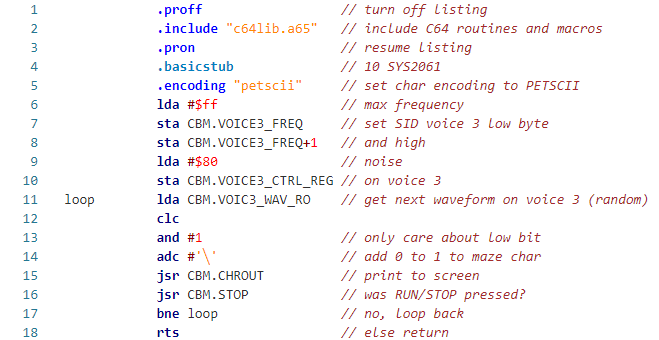 1 .proff // turn off listing
2 .include "c64lib.a65" // include C64 routines and macros
3 .pron // resume listing
4 .basicstub // 10 SYS2061
5 .encoding "petscii" // set char encoding to PETSCII
6 lda #$ff // max frequency
7 sta CBM.VOICE3_FREQ // set SID voice 3 low byte
8 sta CBM.VOICE3_FREQ+1 // and high
9 lda #$80 // noise
10 sta CBM.VOICE3_CTRL_REG // on voice 3
11 loop lda CBM.VOIC3_WAV_RO // get next waveform on voice 3 (random)
12 clc
13 and #1 // only care about low bit
14 adc #'\' // add 0 to 1 to maze char
15 jsr CBM.CHROUT // print to screen
16 jsr CBM.STOP // was RUN/STOP pressed?
17 bne loop // no, loop back
18 rts // else return